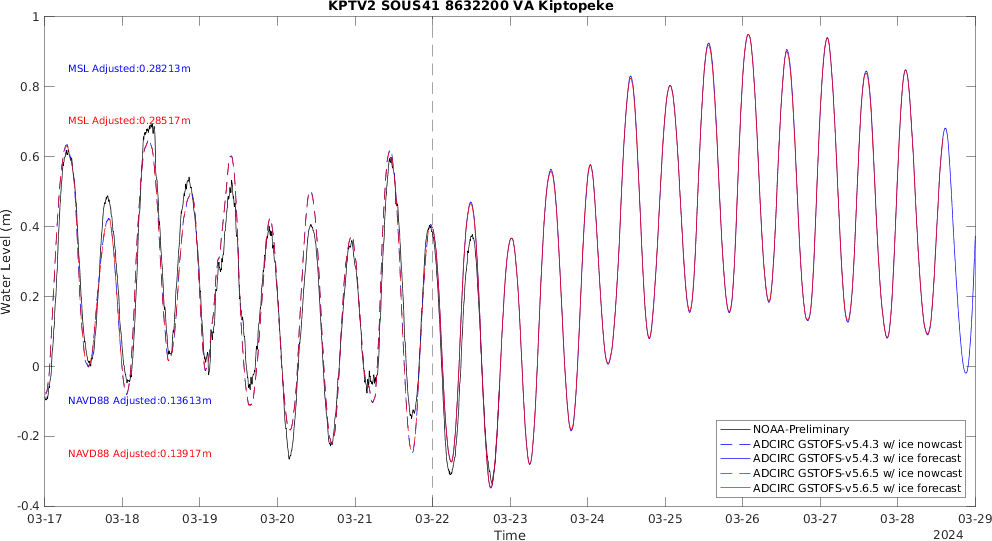 KPTV2 SOUS41 8632200 VA Kiptopeke
1
0.8
0.6
0.4
0.2
0
-0.2
-0.4
Water Level (m)
MSL Adjusted:0.28213m
MSL Adjusted:0.28517m
NAVD88 Adjusted:0.13613m
NAVD88 Adjusted:0.13917m
NOAA-Preliminary
ADCIRC GSTOFS-v5.4.3 w/ ice nowcast
ADCIRC GSTOFS-v5.4.3 w/ ice forecast
ADCIRC GSTOFS-v5.6.5 w/ ice nowcast
ADCIRC GSTOFS-v5.6.5 w/ ice forecast
03-17 03-18 03-19 03-20 03-21 03-22 03-23 03-24 03-25 03-26 03-27 03-28 03-29
Time
2024